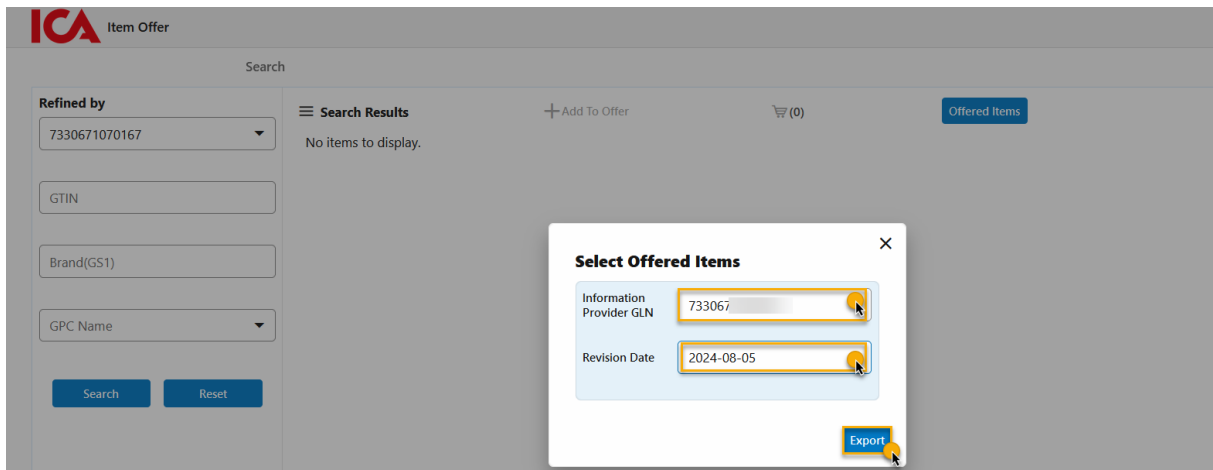 ICA Item Offer
Search
Refined by
7330671070167
GTIN
Brand(GS1)
GPC Name
Search Reset
Search Results Add To Offer (0) Offered Items
No items to display.
Select Offered Items
Information
Provider GLN
733067
Revision Date 2024-08-05
Export